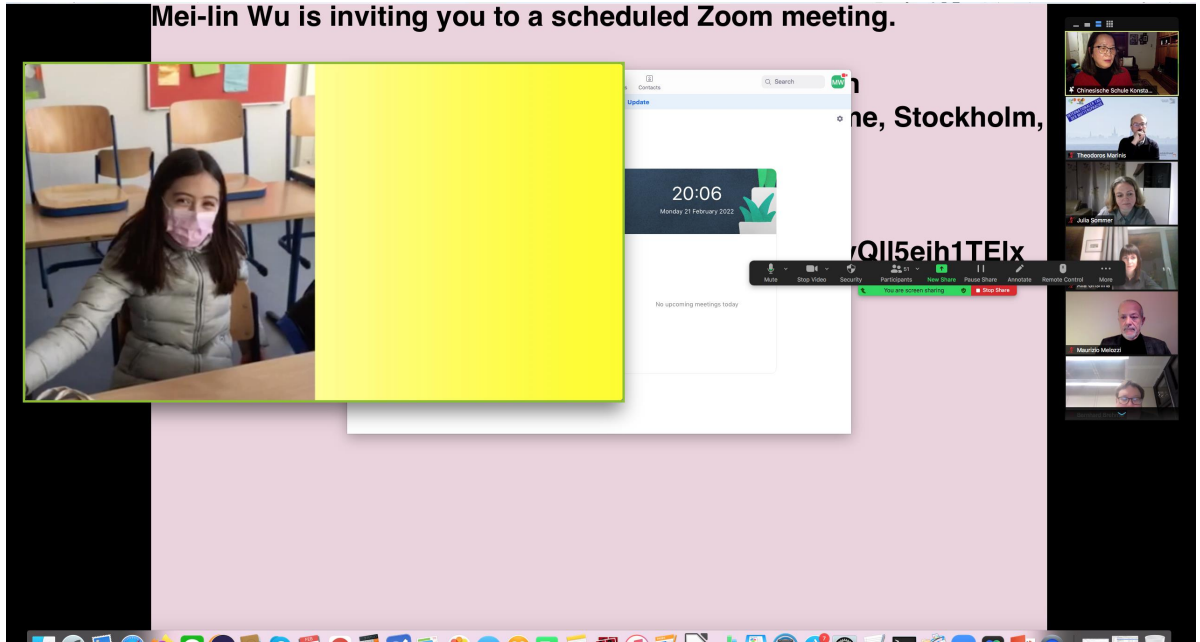 Mei-lin Wu is inviting you to a scheduled Zoom meeting.
Contacts
Search
MW
Update
ne, Stockholm,
20:06
Monday 21 February 2022
No upcoming meetings today
Mute
Stop Video
Security
51
Participants
New Share
Pause Share
Annotate
Remote Control
More
You are screen sharing
Stop Share
Chinesische Schule Konsta...
Theodoros Marinis
Julia Sommer
Maurizio Melozzi